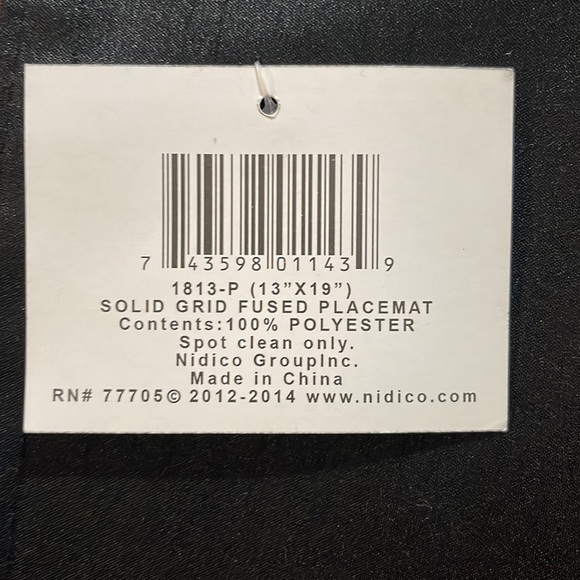 7 43598 01143 9
1813-P (13”X19”)
SOLID GRID FUSED PLACEMAT
Contents:100% POLYESTER
Spot clean only.
Nidico GroupInc.
Made in China
RN# 77705© 2012-2014 www.nidico.com